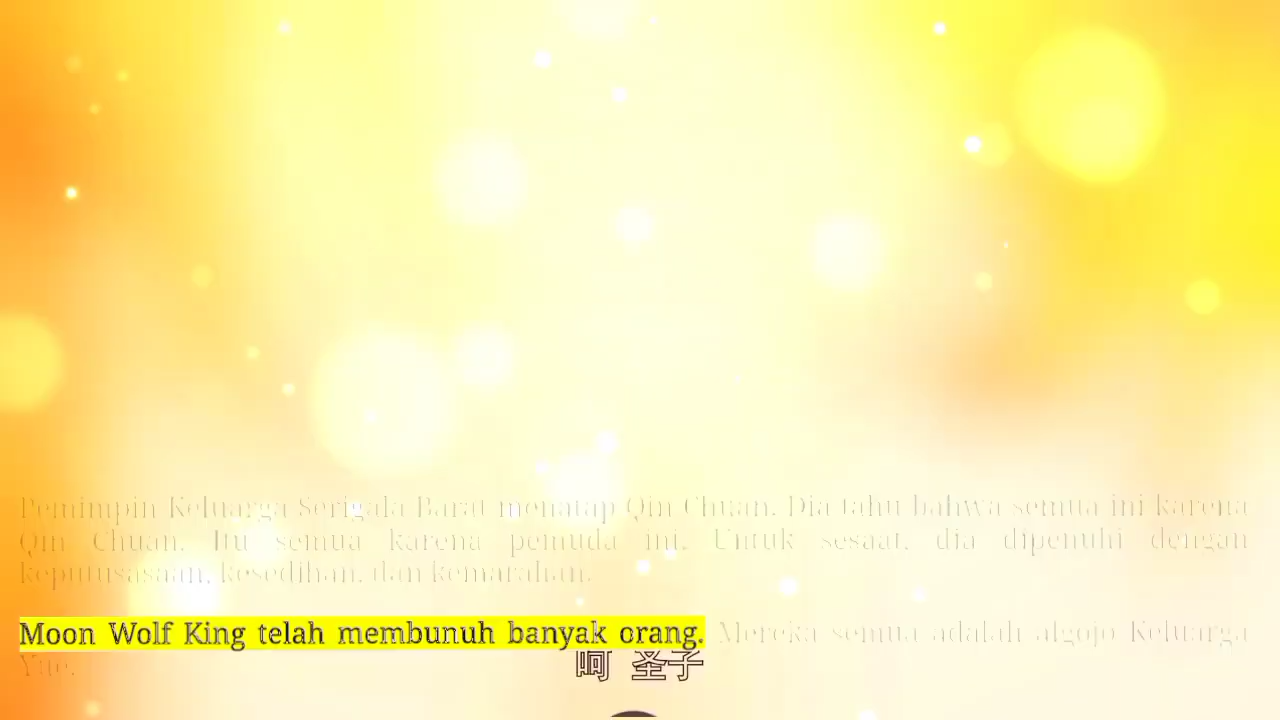 Pemimpin Keluarga Serigala Barat menatap Qin Chuan. Dia tahu bahwa semua ini karena
Qin Chuan. Itu semua karena pemuda ini. Untuk sesaat, dia dipenuhi dengan
keputusasaan, kesedihan, dan kemarahan.
Moon Wolf King telah membunuh banyak orang. Mereka semua adalah algojo Keluarga
Yue.
呵 圣子